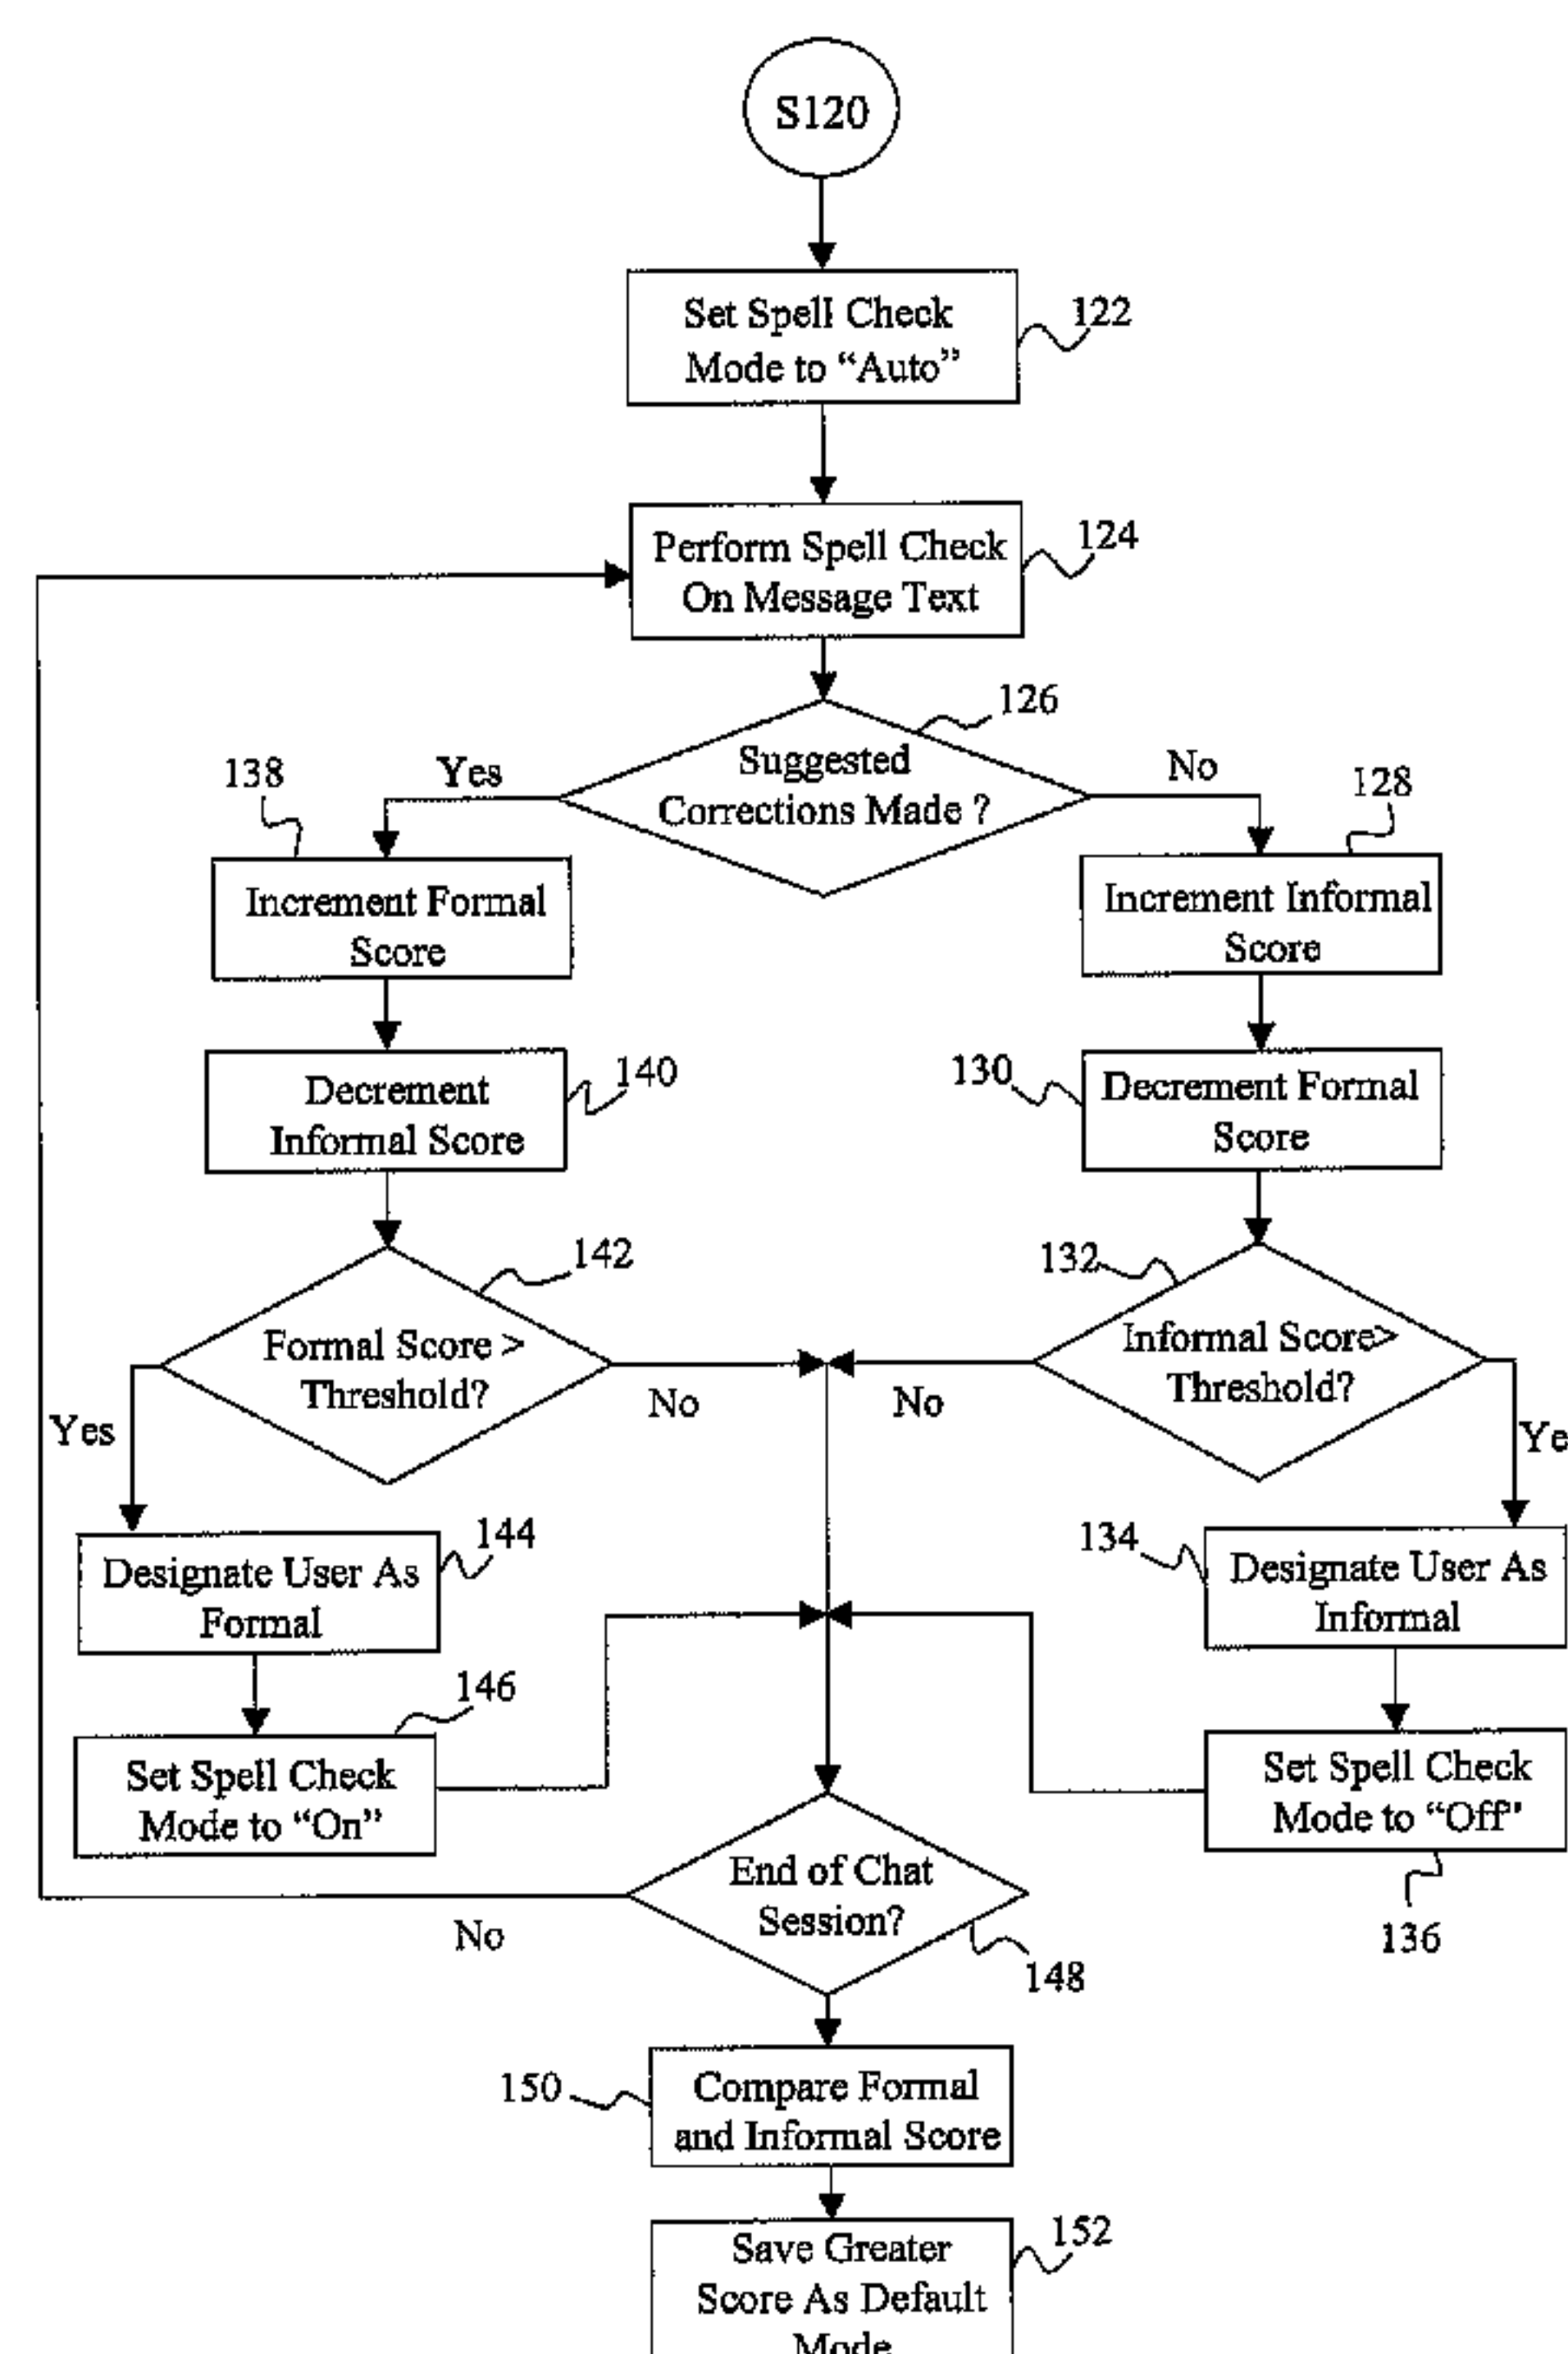 S120
Set Spell Check
Mode to “Auto”
122
Perform Spell Check
On Message Text
124
126
Suggested
Corrections Made ?
Yes
No
138
128
Increment Formal
Score
Increment Informal
Score
Decrement
Informal Score
140
130
Decrement Formal
Score
142
132
Formal Score >
Threshold?
Informal Score>
Threshold?
No
No
Yes
Ye
144
134
Designate User As
Formal
Designate User As
Informal
146
Set Spell Check
Mode to “On”
Set Spell Check
Mode to “Off”
136
End of Chat
Session?
No
148
150
Compare Formal
and Informal Score
152
Save Greater
Score As Default
Mode